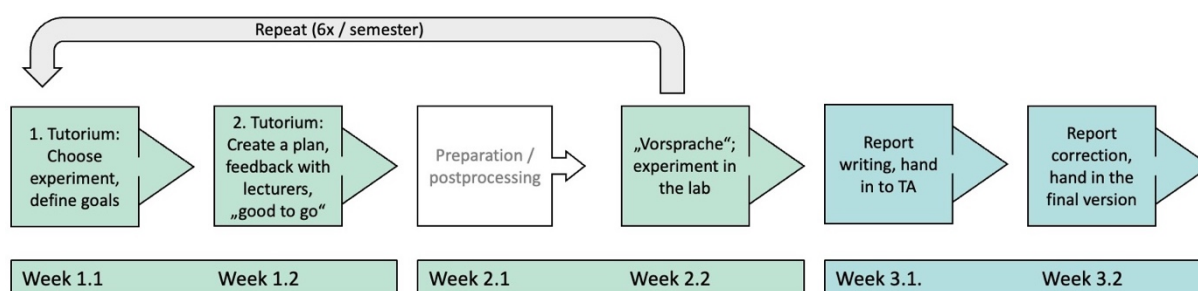 Repeat (6x / semester)
1. Tutorium:
Choose
experiment,
define goals
2. Tutorium:
Create a plan,
feedback with
lecturers,
„good to go“
Preparation /
postprocessing
„Vorsprache“;
experiment in
the lab
Report
writing, hand
in to TA
Report
correction,
hand in the
final version
Week 1.1
Week 1.2
Week 2.1
Week 2.2
Week 3.1.
Week 3.2